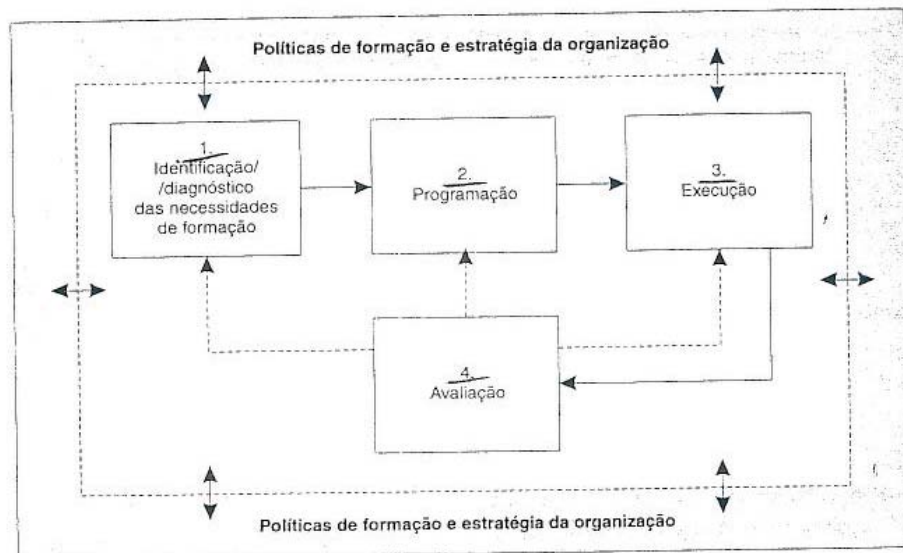 Políticas de formação e estratégia da organização
1.
Identificação/
/diagnóstico
das necessidades
de formação
2.
Programação
3.
Execução
4.
Avaliação
Políticas de formação e estratégia da organização